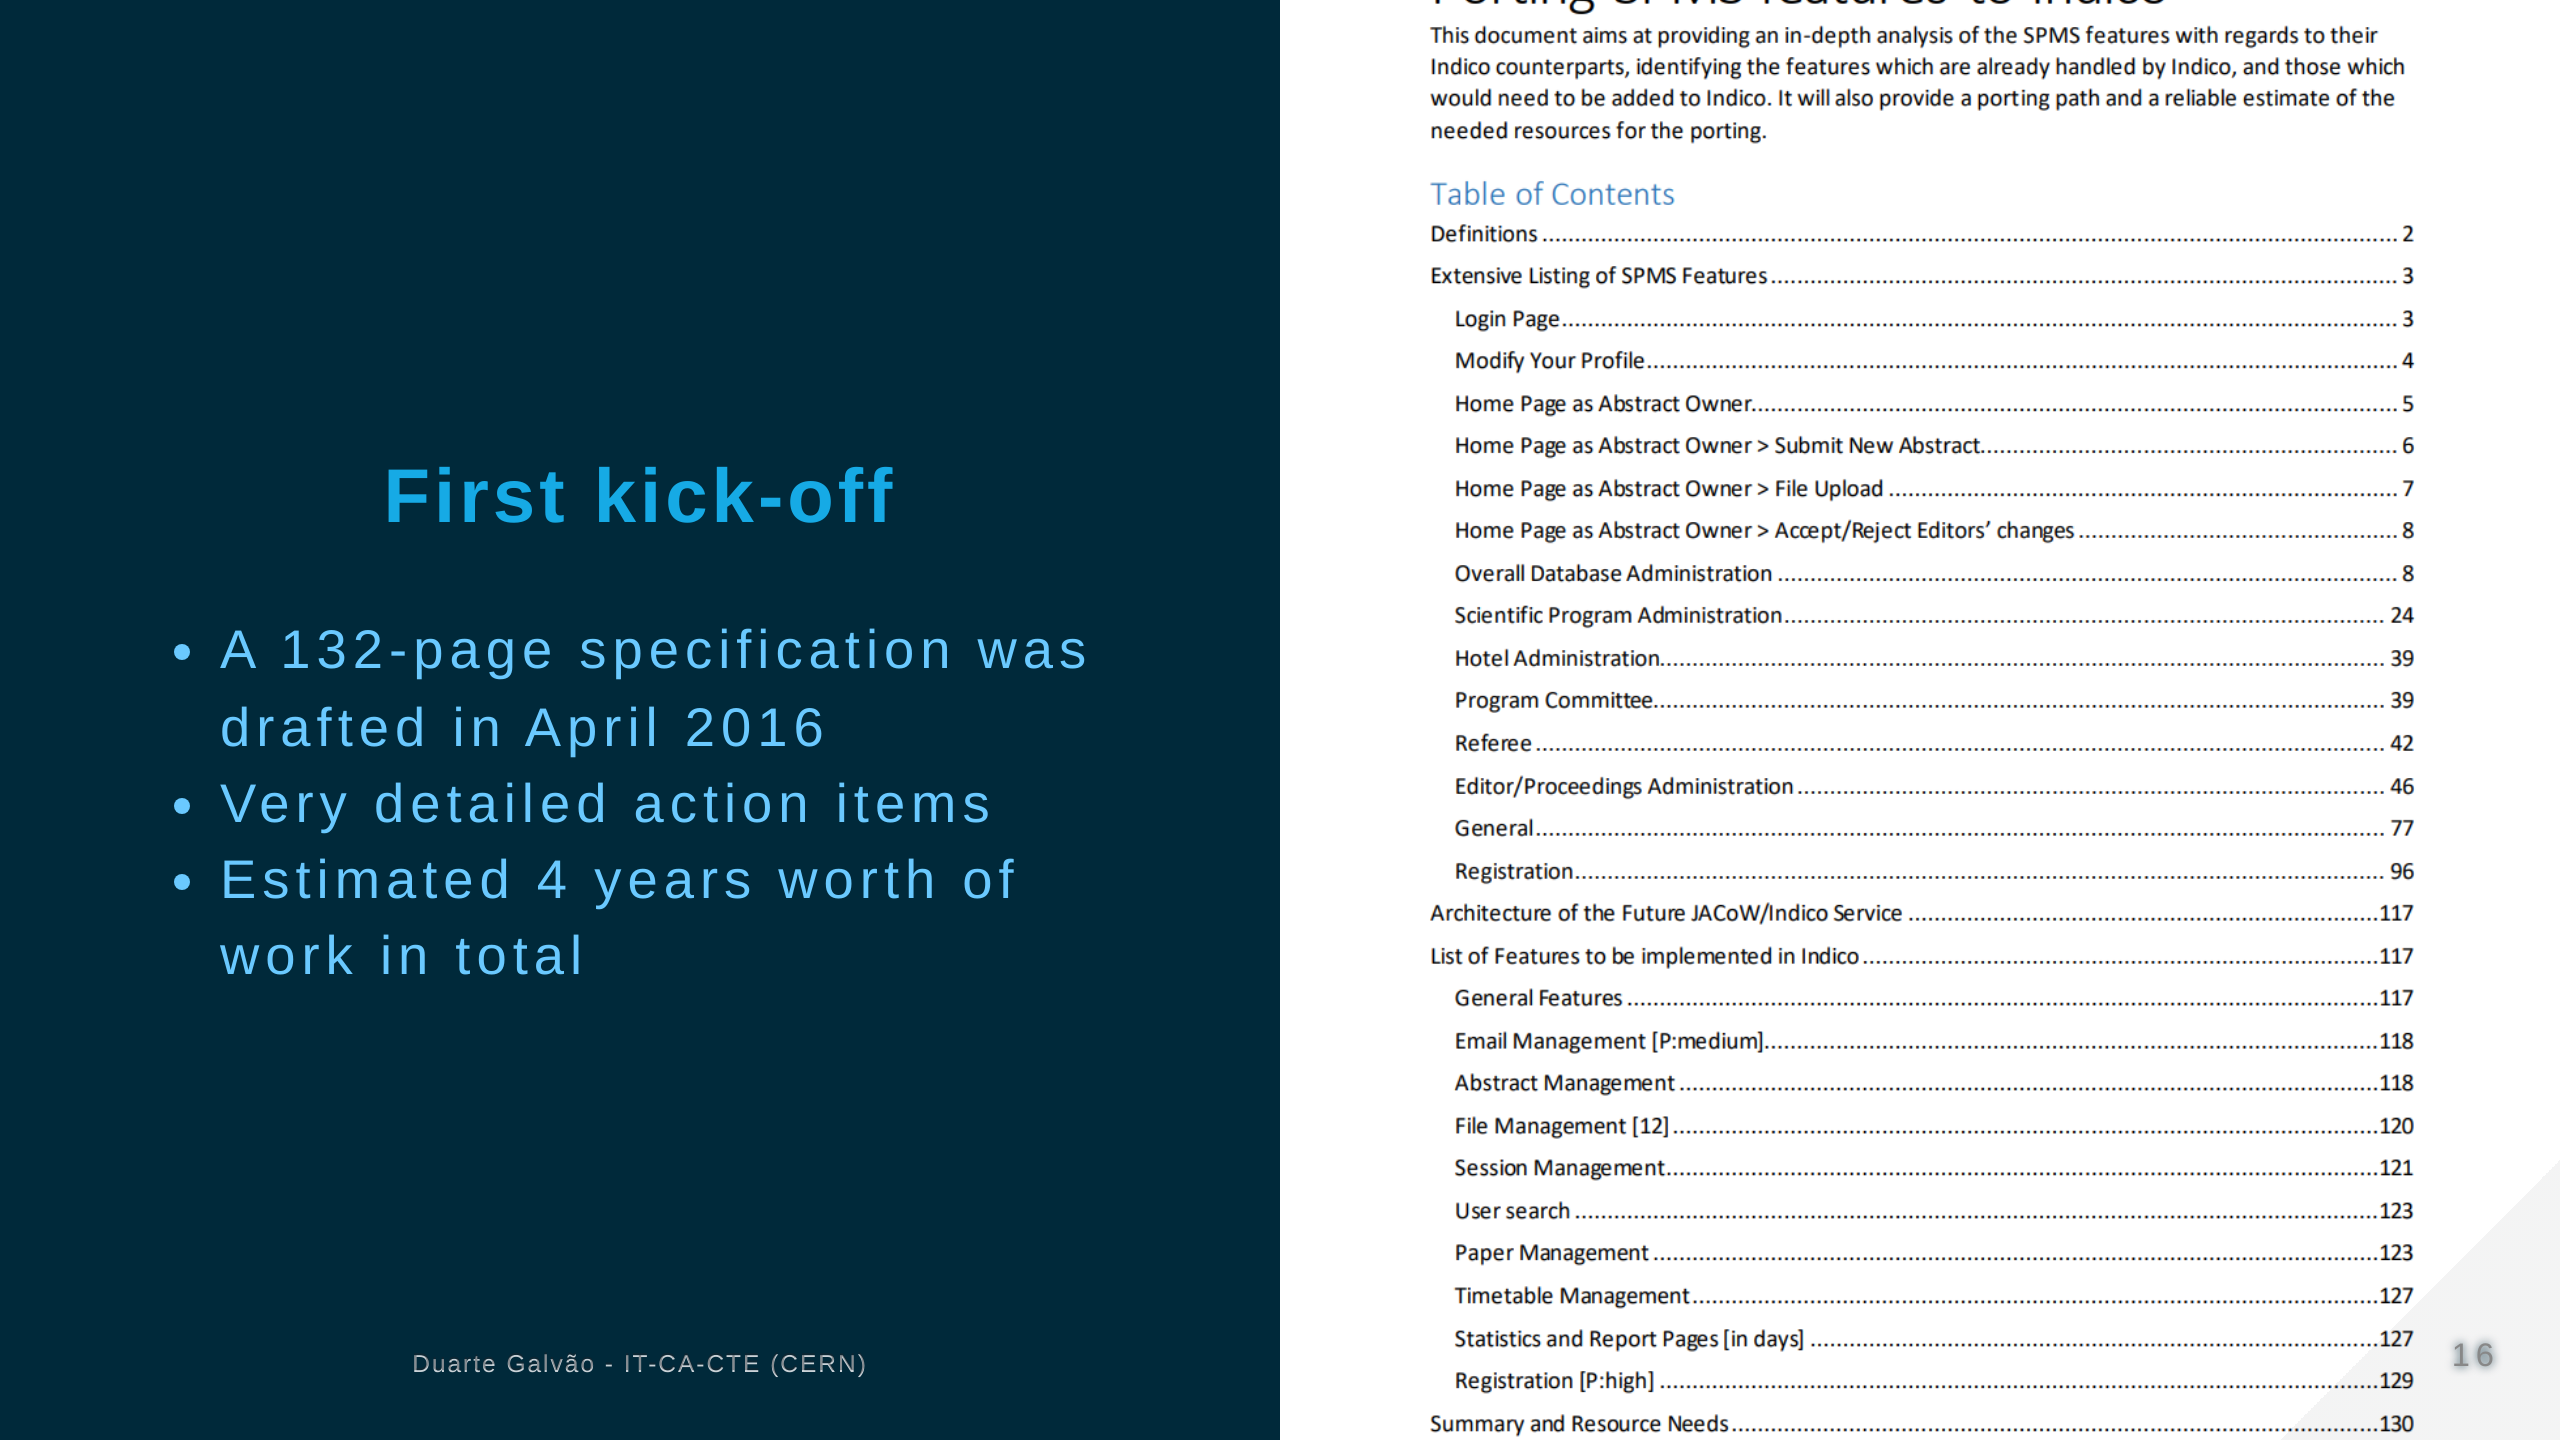 First kick-off
• A 132-page specification was
drafted in April 2016
• Very detailed action items
• Estimated 4 years worth of
work in total
Duarte Galvão - IT-CA-CTE (CERN)
Porting SPMS features to Indico
This document aims at providing an in-depth analysis of the SPMS features with regards to their
Indico counterparts, identifying the features which are already handled by Indico, and those which
would need to be added to Indico. It will also provide a porting path and a reliable estimate of the
needed resources for the porting.
Table of Contents
Definitions ........ 2
Extensive Listing of SPMS Features ........ 3
Login Page ........ 3
Modify Your Profile ........ 4
Home Page as Abstract Owner ........ 5
Home Page as Abstract Owner > Submit New Abstract ........ 6
Home Page as Abstract Owner > File Upload ........ 7
Home Page as Abstract Owner > Accept/Reject Editors’ changes ........ 8
Overall Database Administration ........ 8
Scientific Program Administration ........ 24
Hotel Administration ........ 39
Program Committee ........ 39
Referee ........ 42
Editor/Proceedings Administration ........ 46
General ........ 77
Registration ........ 96
Architecture of the Future JACoW/Indico Service ........ 117
List of Features to be implemented in Indico ........ 117
General Features ........ 117
Email Management [P:medium] ........ 118
Abstract Management ........ 118
File Management [12] ........ 120
Session Management ........ 121
User search ........ 123
Paper Management ........ 123
Timetable Management ........ 127
Statistics and Report Pages [in days] ........ 127
Registration [P:high] ........ 129
Summary and Resource Needs ........ 130
16